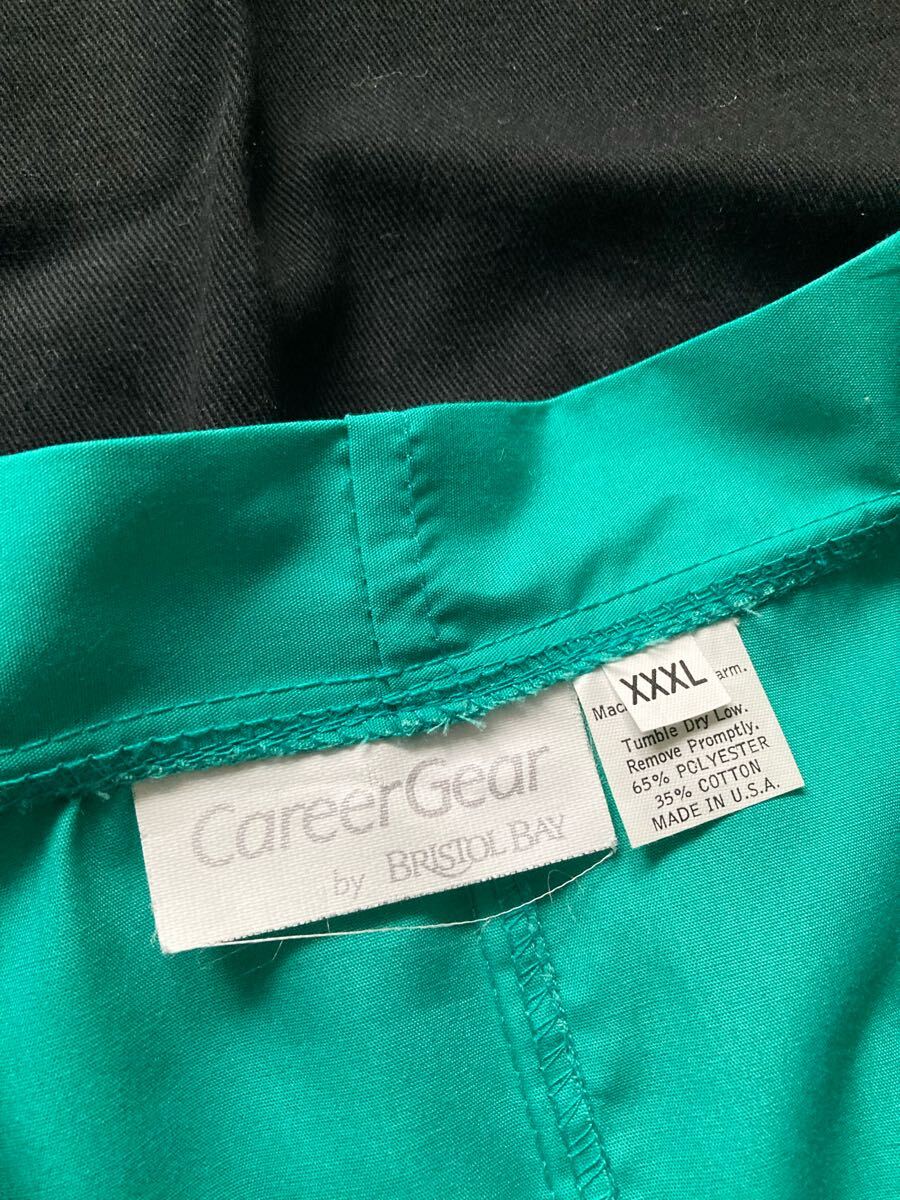 CareerGear
by BRISTOL BAY
XXXL
Mac arm.
Tumble Dry Low.
Remove Promptly.
65% POLYESTER
35% COTTON
MADE IN U.S.A.